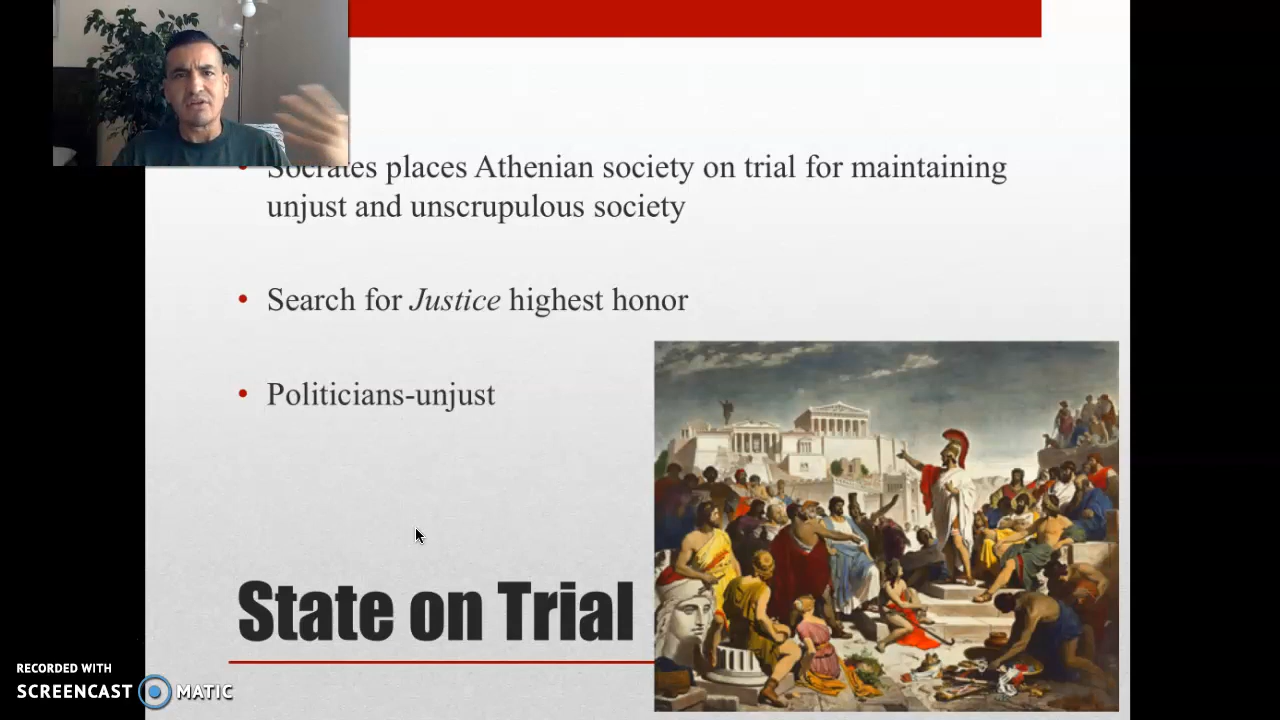 • Socrates places Athenian society on trial for maintaining
unjust and unscrupulous society
• Search for Justice highest honor
• Politicians-unjust
State on Trial
RECORDED WITH
SCREENCAST MATIC